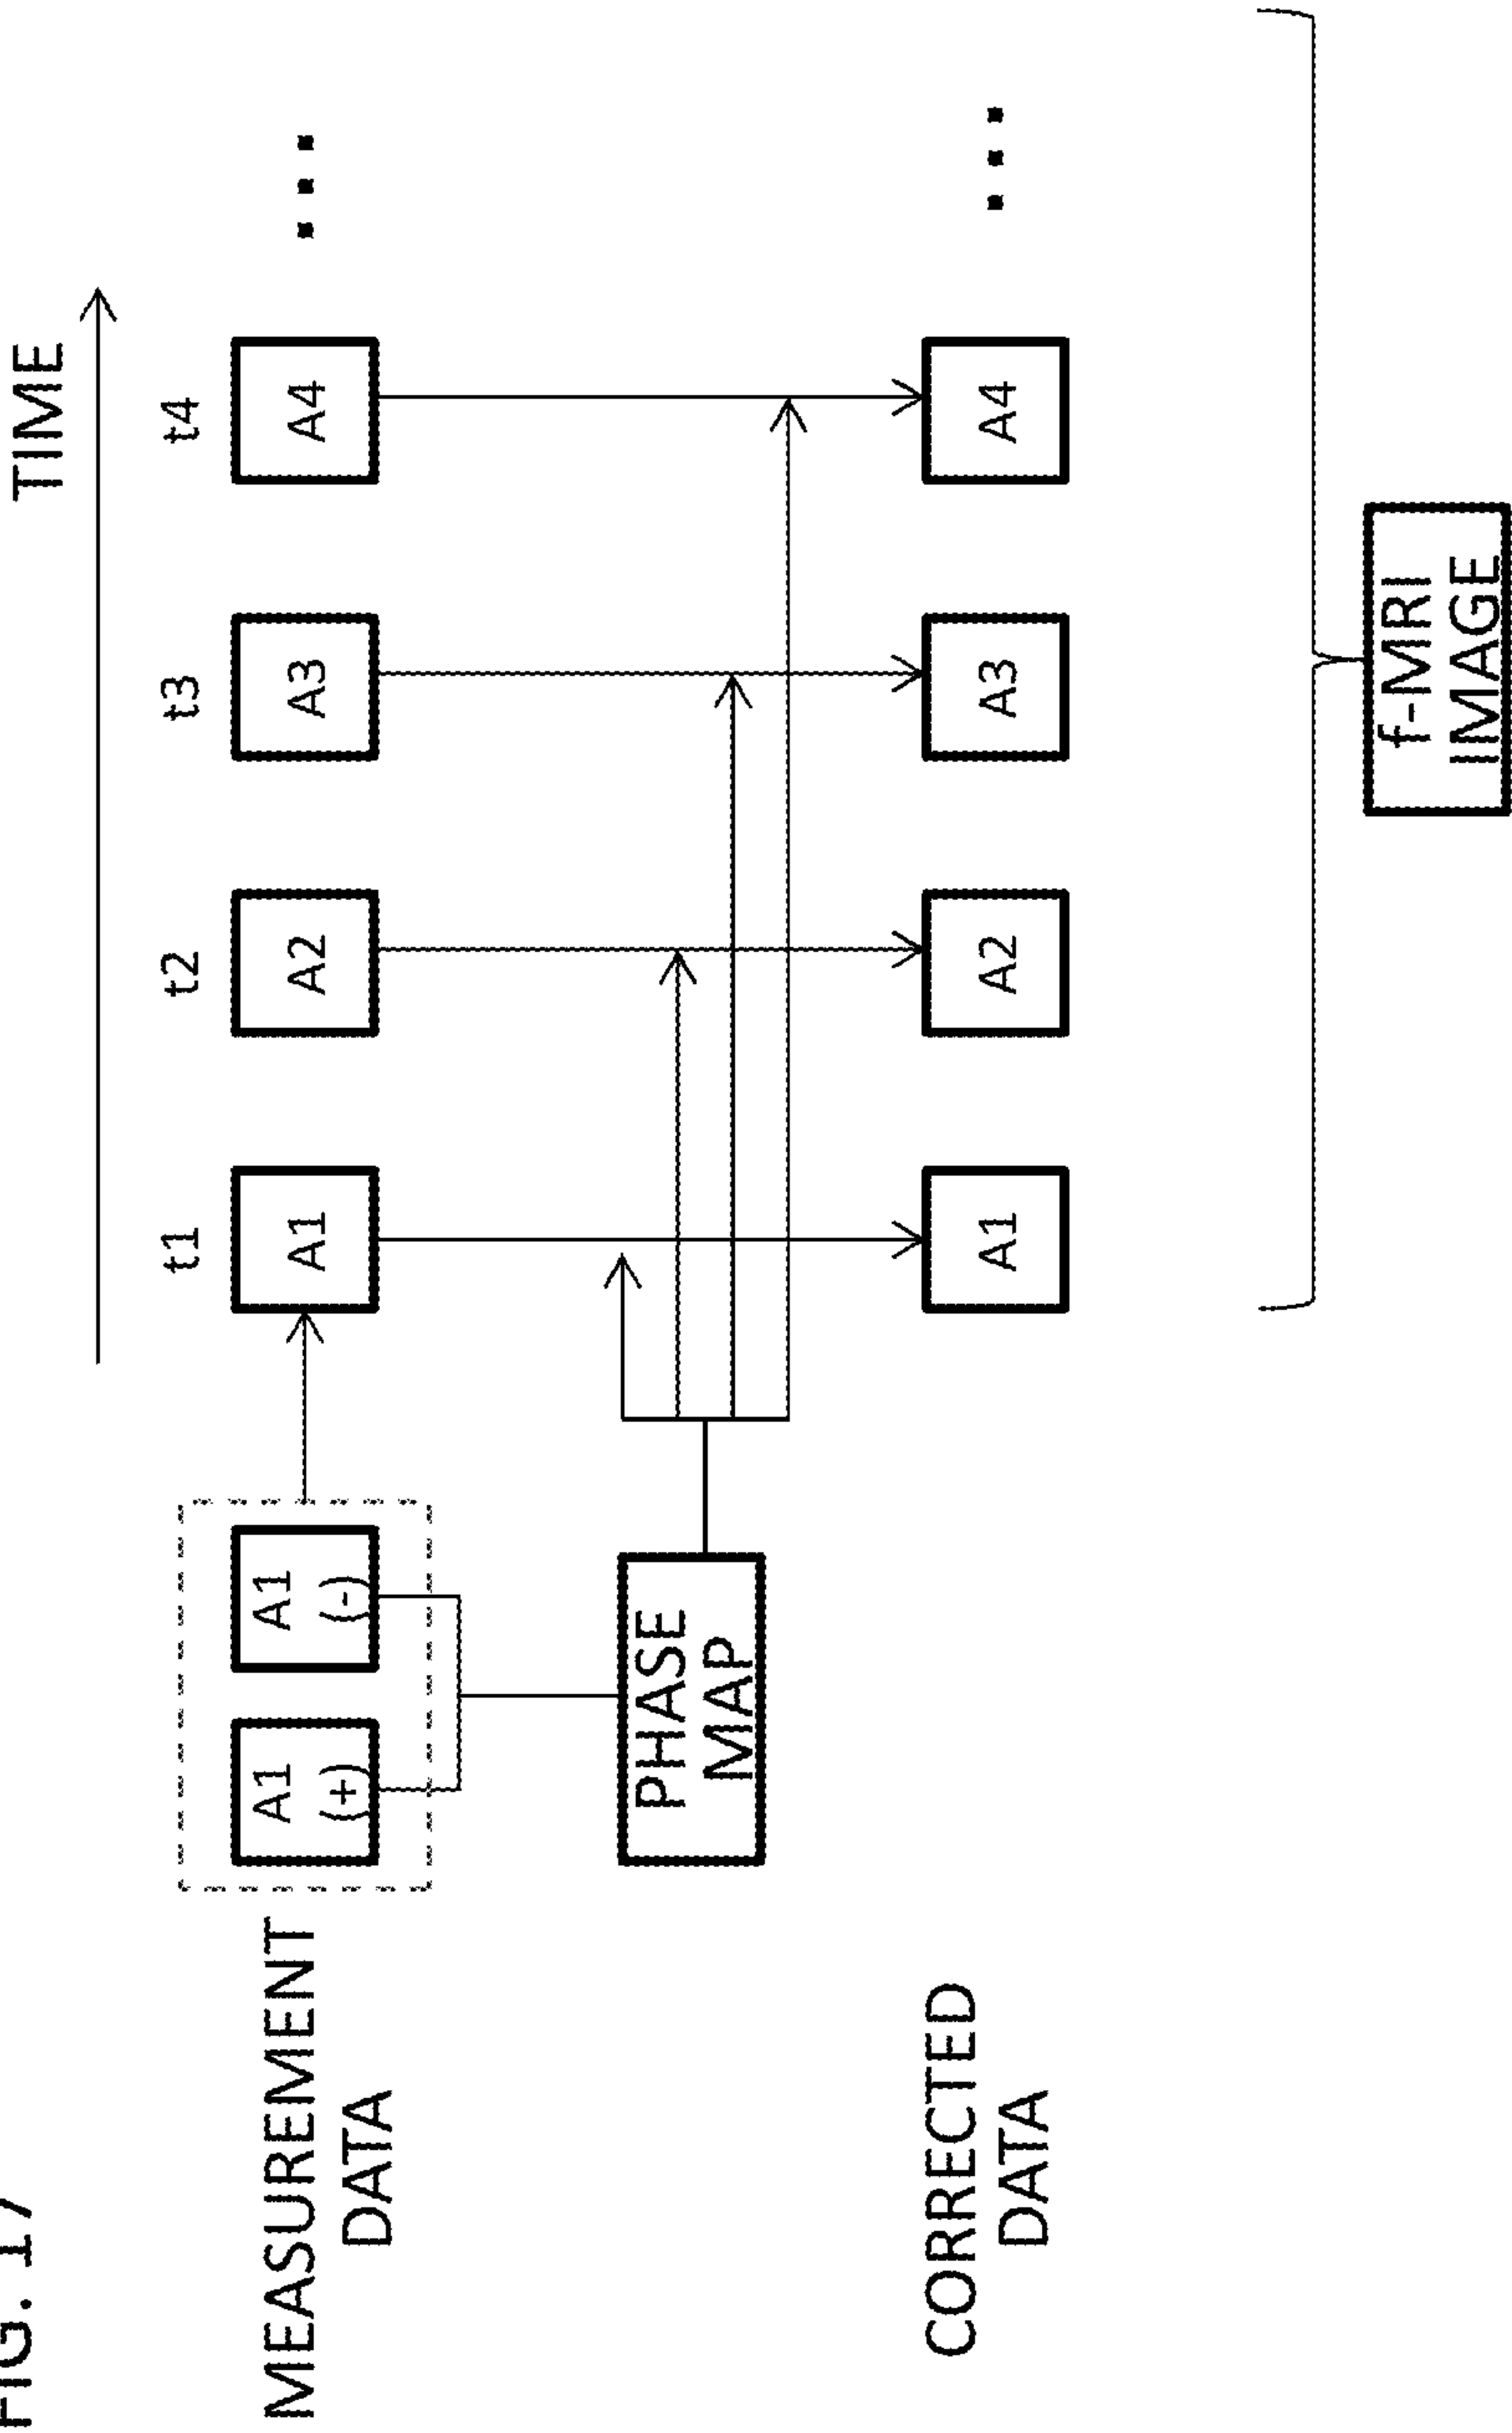 FIG. 17
TIME
t1
t2
t3
t4
MEASUREMENT
DATA
A1
(+)
A1
(-)
A1
A2
A3
A4
PHASE
MAP
CORRECTED
DATA
A1
A2
A3
A4
f-MRI
IMAGE